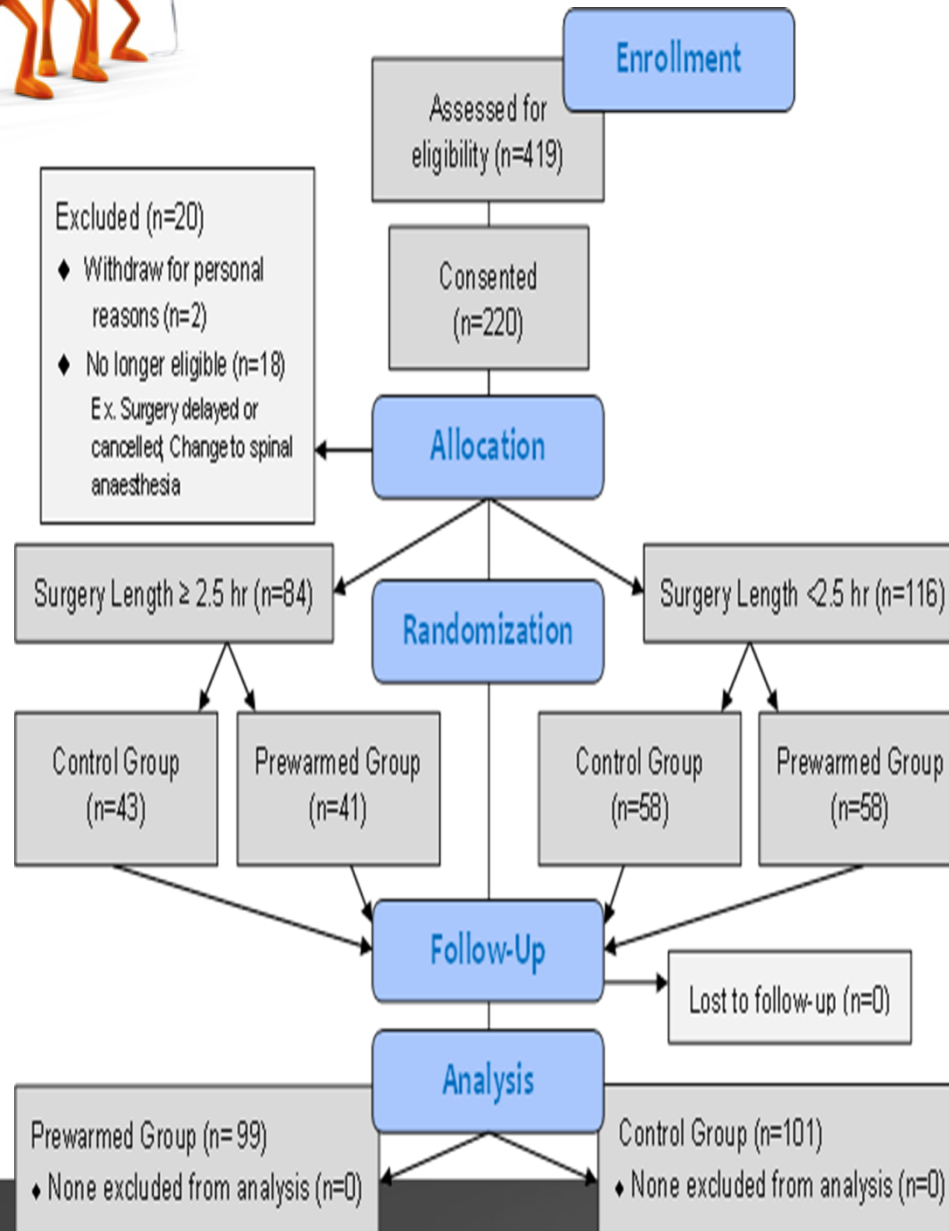 Enrollment
Assessed for
eligibility (n=419)
Excluded (n=20)
♦ Withdraw for personal
reasons (n=2)
♦ No longer eligible (n=18)
Ex. Surgery delayed or
cancelled; Change to spinal
anaesthesia
Consented
(n=220)
Allocation
Surgery Length ≥ 2.5 hr (n=84)
Surgery Length <2.5 hr (n=116)
Randomization
Control Group
(n=43)
Prewarmed Group
(n=41)
Control Group
(n=58)
Prewarmed Group
(n=58)
Follow-Up
Lost to follow-up (n=0)
Analysis
Prewarmed Group (n= 99)
♦ None excluded from analysis (n=0)
Control Group (n=101)
♦ None excluded from analysis (n=0)